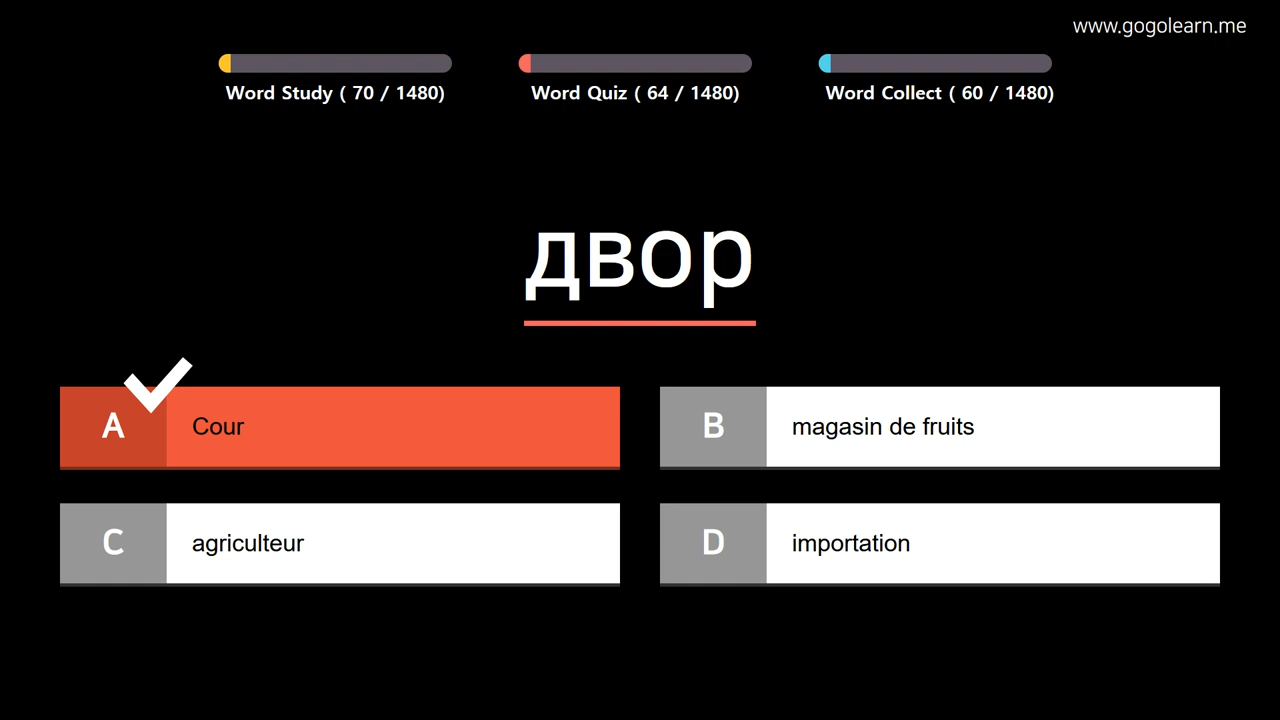 www.gogolearn.me
Word Study ( 70 / 1480)
Word Quiz ( 64 / 1480)
Word Collect ( 60 / 1480)
двор
A Cour
B magasin de fruits
C agriculteur
D importation